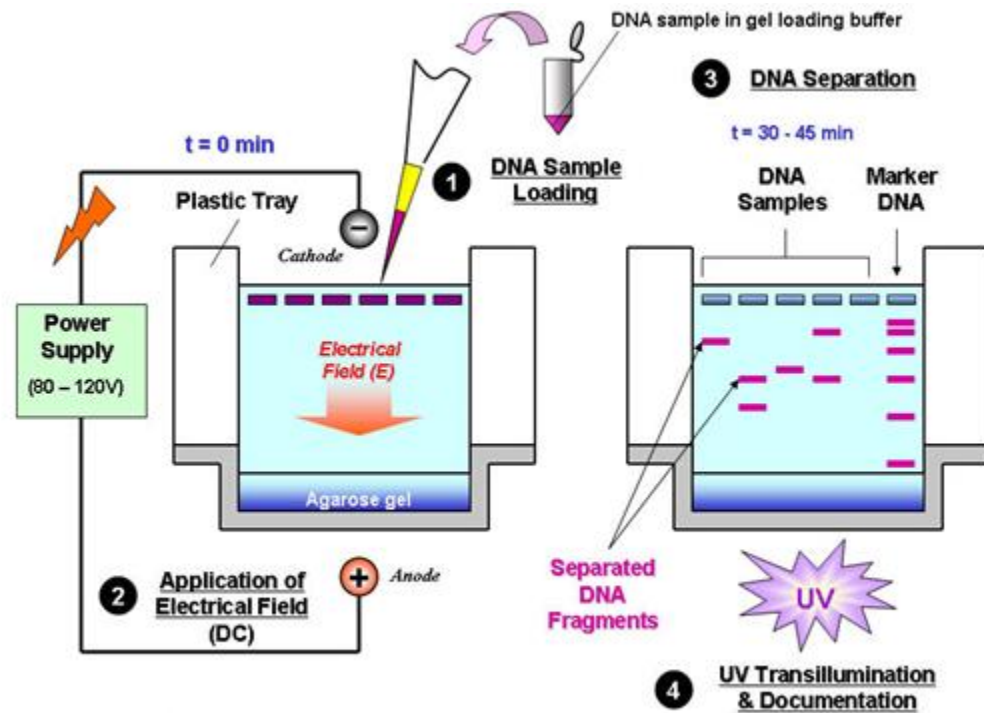 DNA sample in gel loading buffer
3 DNA Separation
t = 0 min
t = 30 - 45 min
1 DNA Sample
Loading
DNA
Samples
Marker
DNA
Plastic Tray
−
Cathode
Power
Supply
(80 – 120V)
Electrical
Field (E)
Agarose gel
2 Application of
Electrical Field
(DC)
+
Anode
Separated
DNA
Fragments
UV
4 UV Transillumination
& Documentation